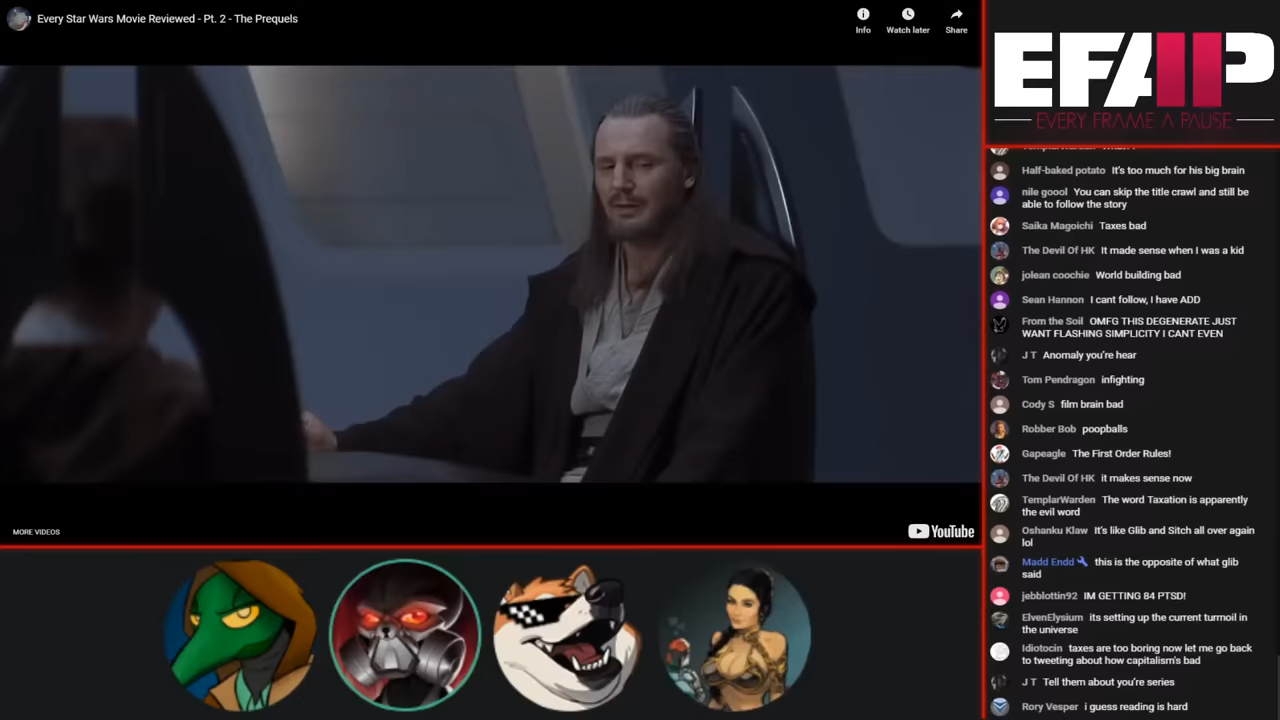 Every Star Wars Movie Reviewed - Pt. 2 - The Prequels
Info
Watch later
Share
EFAP
EVERY FRAME A PAUSE
Half-baked potato It's too much for his big brain
nile goool You can skip the title crawl and still be
able to follow the story
Saika Magoichi Taxes bad
The Devil Of HK It made sense when I was a kid
jolean coochie World building bad
Sean Hannon I cant follow, I have ADD
From the Soil OMFG THIS DEGENERATE JUST
WANT FLASHING SIMPLICITY I CANT EVEN
J T Anomaly you're hear
Tom Pendragon infighting
Cody S film brain bad
Robber Bob poopballs
Gapeagle The First Order Rules!
The Devil Of HK it makes sense now
TemplarWarden The word Taxation is apparently
the evil word
Oshanku Klaw It's like Glib and Sitch all over again
lol
Madd Endd this is the opposite of what glib
said
jebblottin92 IM GETTING 84 PTSD!
ElvenElysium its setting up the current turmoil in
the universe
Idiotocin taxes are too boring now let me go back
to tweeting about how capitalism's bad
J T Tell them about you're series
Rory Vesper i guess reading is hard
MORE VIDEOS
YouTube